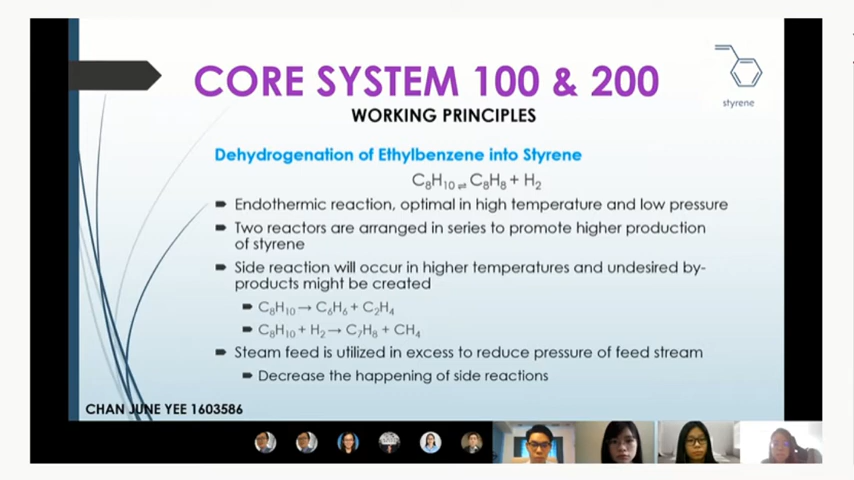 CORE SYSTEM 100 & 200
styrene
WORKING PRINCIPLES
Dehydrogenation of Ethylbenzene into Styrene
C₈H₁₀ ⇌ C₈H₈ + H₂
Endothermic reaction, optimal in high temperature and low pressure
Two reactors are arranged in series to promote higher production
of styrene
Side reaction will occur in higher temperatures and undesired by-
products might be created
C₈H₁₀ → C₆H₆ + C₂H₄
C₈H₁₀ + H₂ → C₇H₈ + CH₄
Steam feed is utilized in excess to reduce pressure of feed stream
Decrease the happening of side reactions
CHAN JUNE YEE 1603586